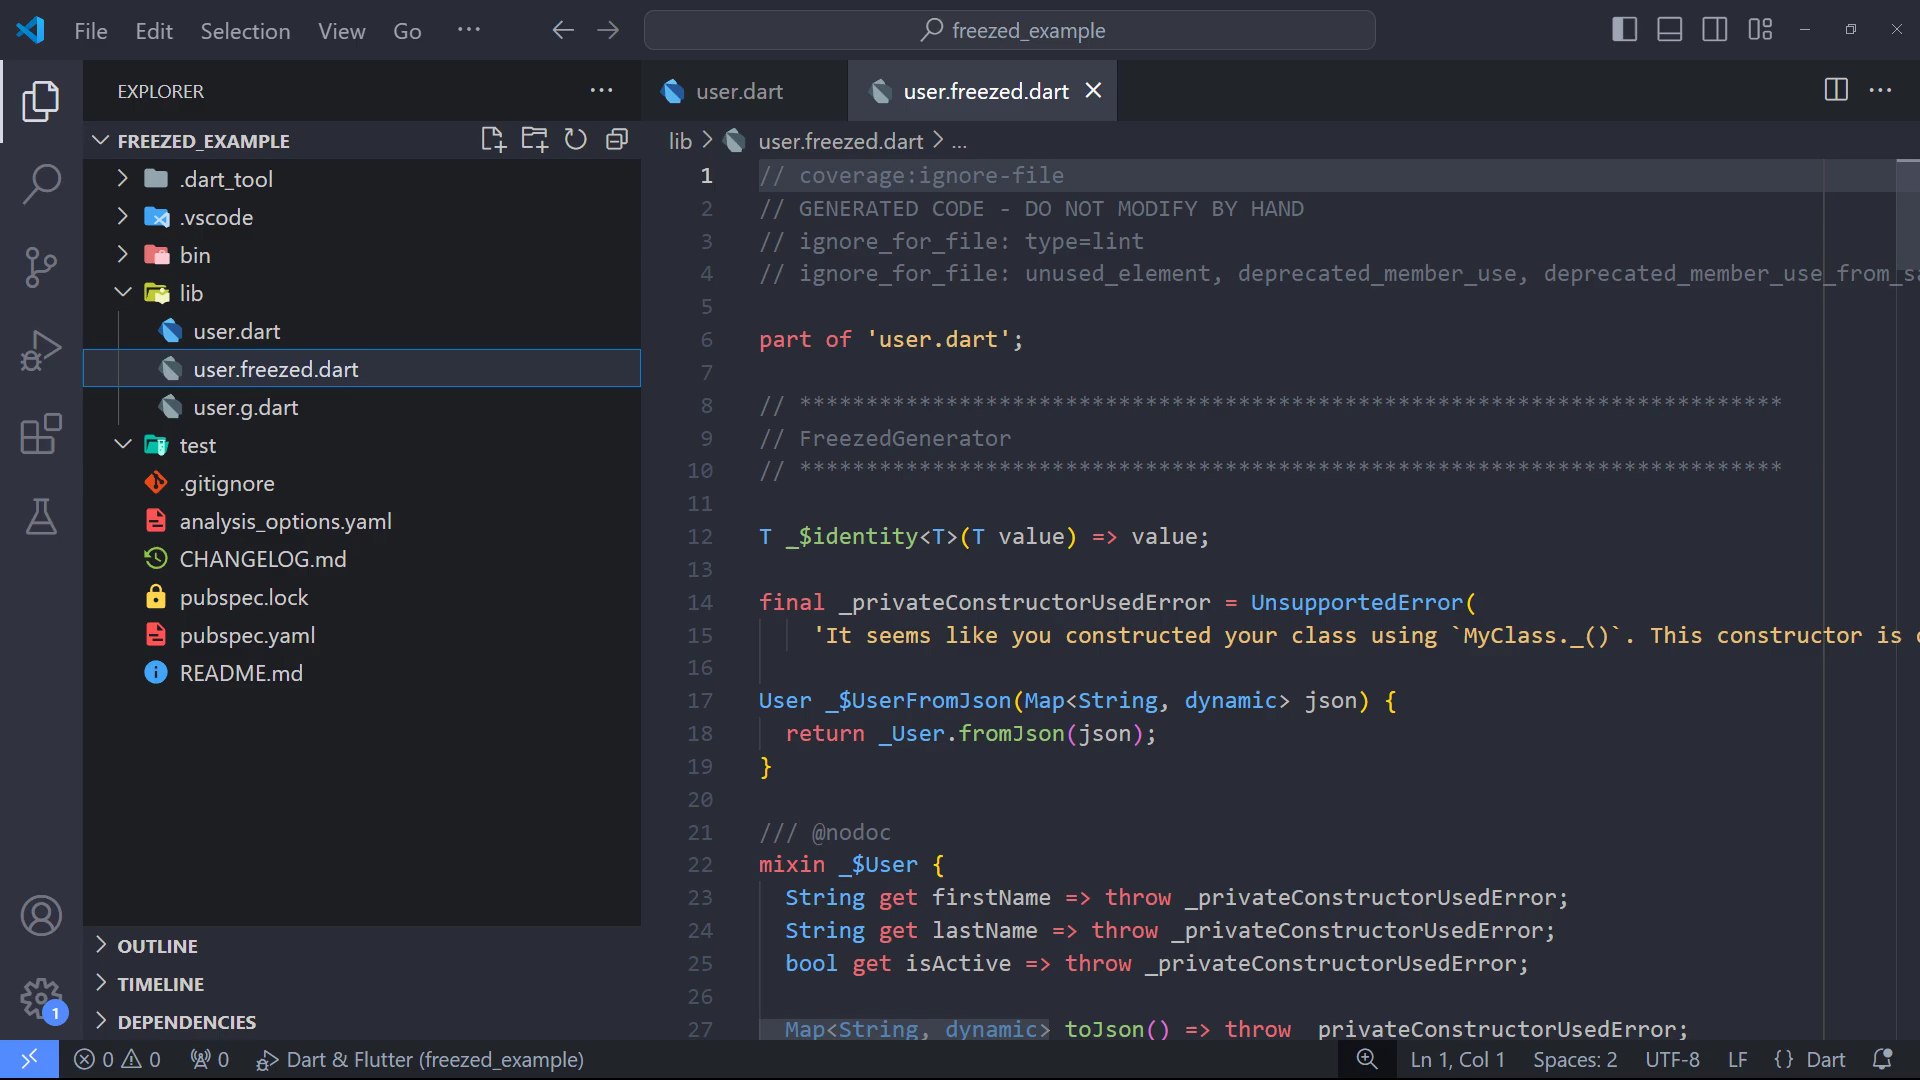 File Edit Selection View Go ···
freezed_example
EXPLORER
FREEZED_EXAMPLE
.dart_tool
.vscode
bin
lib
user.dart
user.freezed.dart
user.g.dart
test
.gitignore
analysis_options.yaml
CHANGELOG.md
pubspec.lock
pubspec.yaml
README.md
OUTLINE
TIMELINE
DEPENDENCIES
1
user.dart user.freezed.dart
lib > user.freezed.dart > ...
1 // coverage:ignore-file
2 // GENERATED CODE - DO NOT MODIFY BY HAND
3 // ignore_for_file: type=lint
4 // ignore_for_file: unused_element, deprecated_member_use, deprecated_member_use_from_s
5
6 part of 'user.dart';
7
8 // **************************************************************************
9 // FreezedGenerator
10 // **************************************************************************
11
12 T _$identity<T>(T value) => value;
13
14 final _privateConstructorUsedError = UnsupportedError(
15 'It seems like you constructed your class using `MyClass._()`. This constructor is
16
17 User _$UserFromJson(Map<String, dynamic> json) {
18 return _User.fromJson(json);
19 }
20
21 /// @nodoc
22 mixin _$User {
23 String get firstName => throw _privateConstructorUsedError;
24 String get lastName => throw _privateConstructorUsedError;
25 bool get isActive => throw _privateConstructorUsedError;
26
27 Map<String, dynamic> toJson() => throw _privateConstructorUsedError;
0 0 0 Dart & Flutter (freezed_example) Ln 1, Col 1 Spaces: 2 UTF-8 LF {} Dart